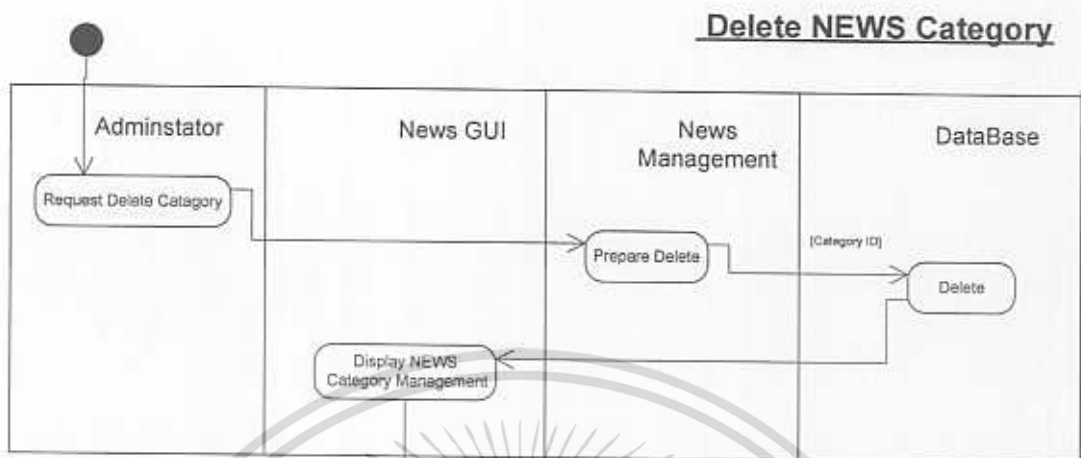 Delete NEWS Category
Adminstator
News GUI
News
Management
DataBase
Request Delete Catagory
Prepare Delete
[Category ID]
Delete
Display NEWS
Category Management